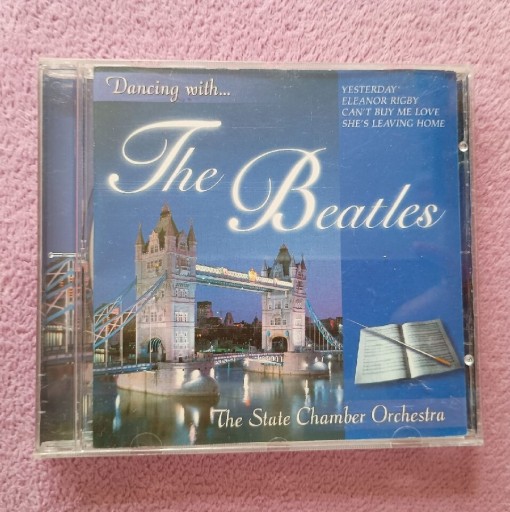 Dancing with...
YESTERDAY
ELEANOR RIGBY
CAN'T BUY ME LOVE
SHE'S LEAVING HOME
The Beatles
The State Chamber Orchestra